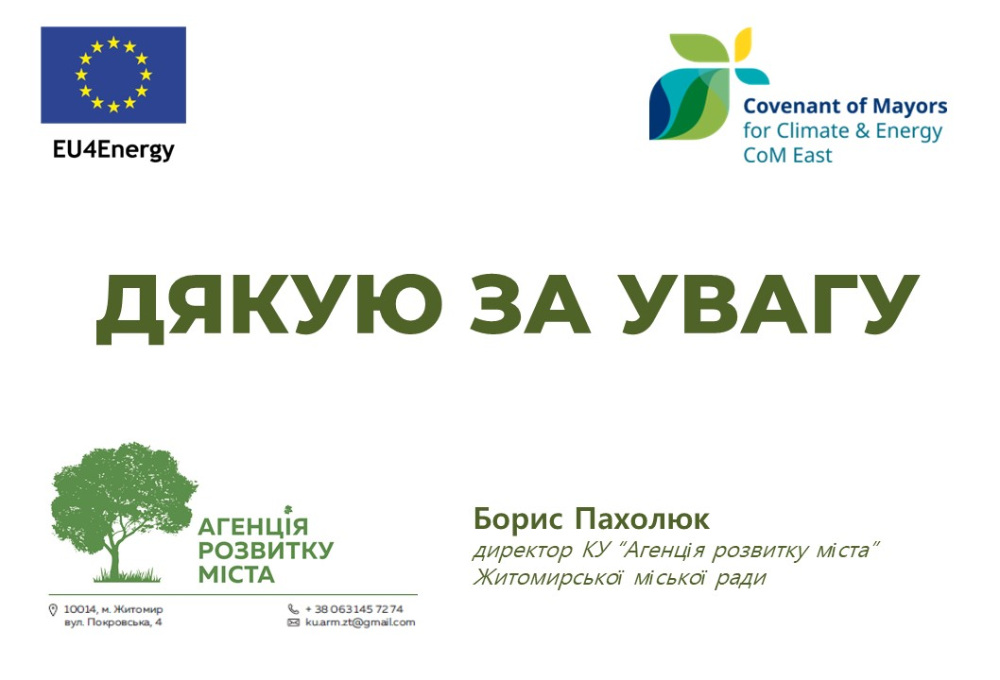 EU4Energy
Covenant of Mayors
for Climate & Energy
CoM East
ДЯКУЮ ЗА УВАГУ
АГЕНЦІЯ
РОЗВИТКУ
МІСТА
10014, м. Житомир
вул. Покровська, 4
+ 38 063 145 72 74
ku.arm.zt@gmail.com
Борис Пахолюк
директор КУ “Агенція розвитку міста”
Житомирської міської ради